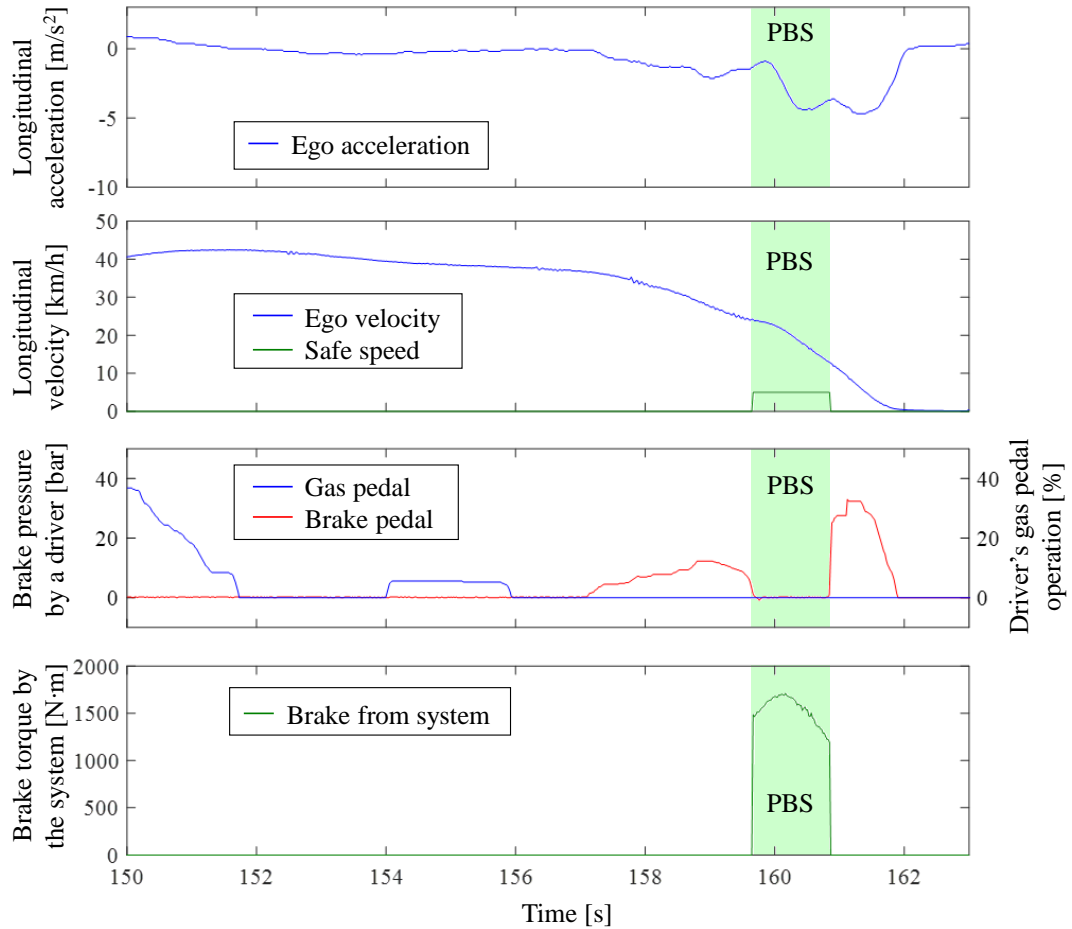 Longitudinal
acceleration [m/s²]
0
-5
-10
PBS
Ego acceleration
Longitudinal
velocity [km/h]
50
40
30
20
10
0
PBS
Ego velocity
Safe speed
Brake pressure
by a driver [bar]
40
20
0
Gas pedal
Brake pedal
PBS
40
20
0
Driver's gas pedal
operation [%]
Brake torque by
the system [N·m]
2000
1500
1000
500
0
Brake from system
PBS
150 152 154 156 158 160 162
Time [s]